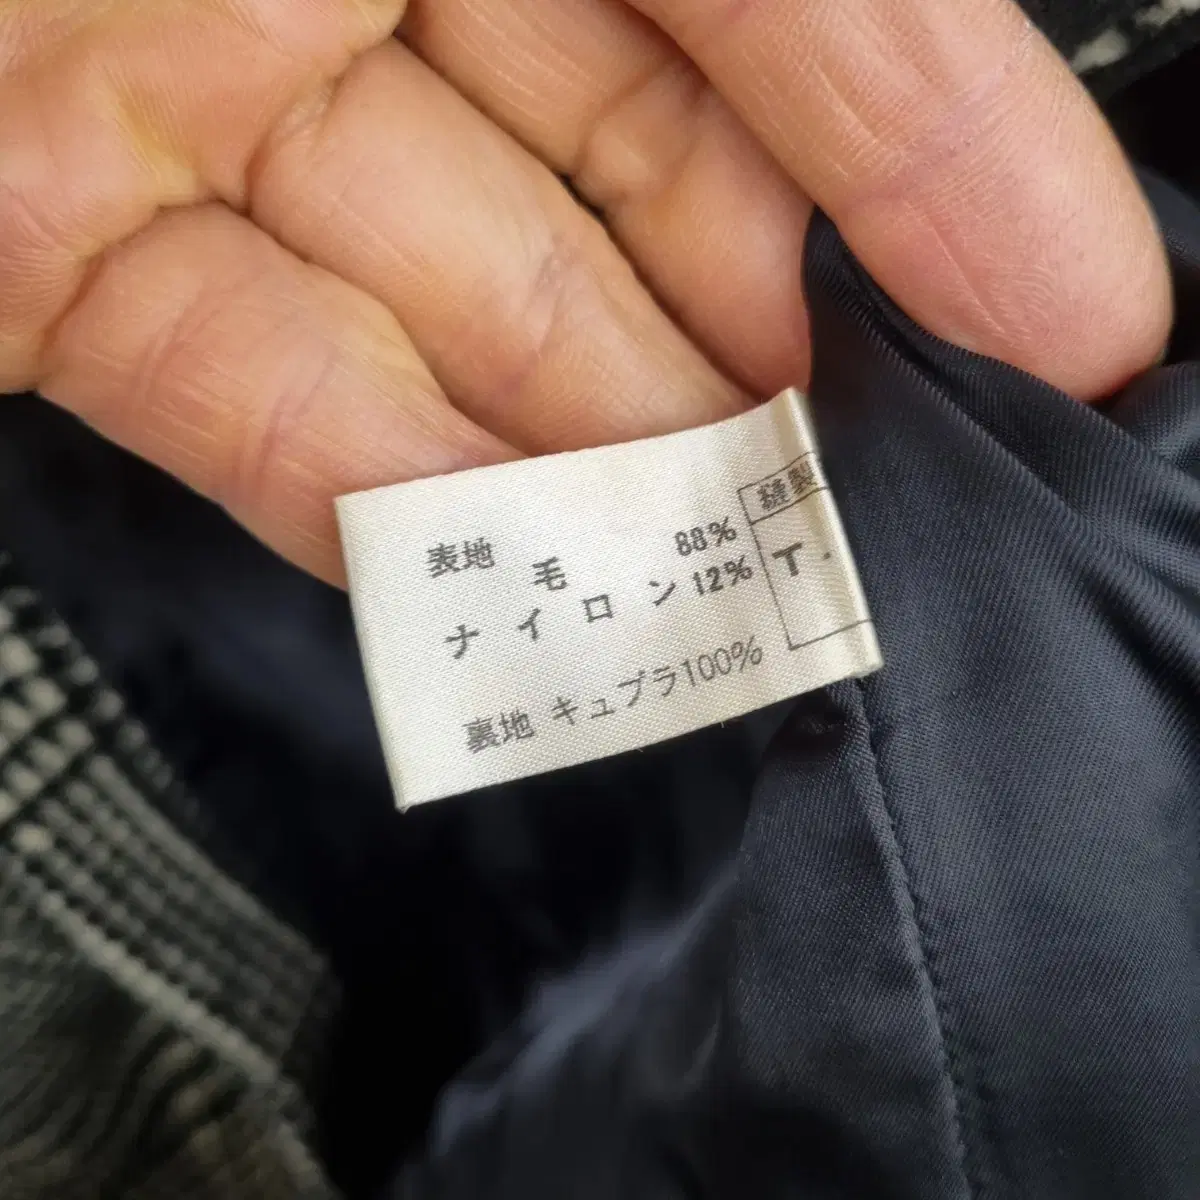 表地 毛 88%
ナイロン 12%
裏地 キュプラ100%
縫製
T.